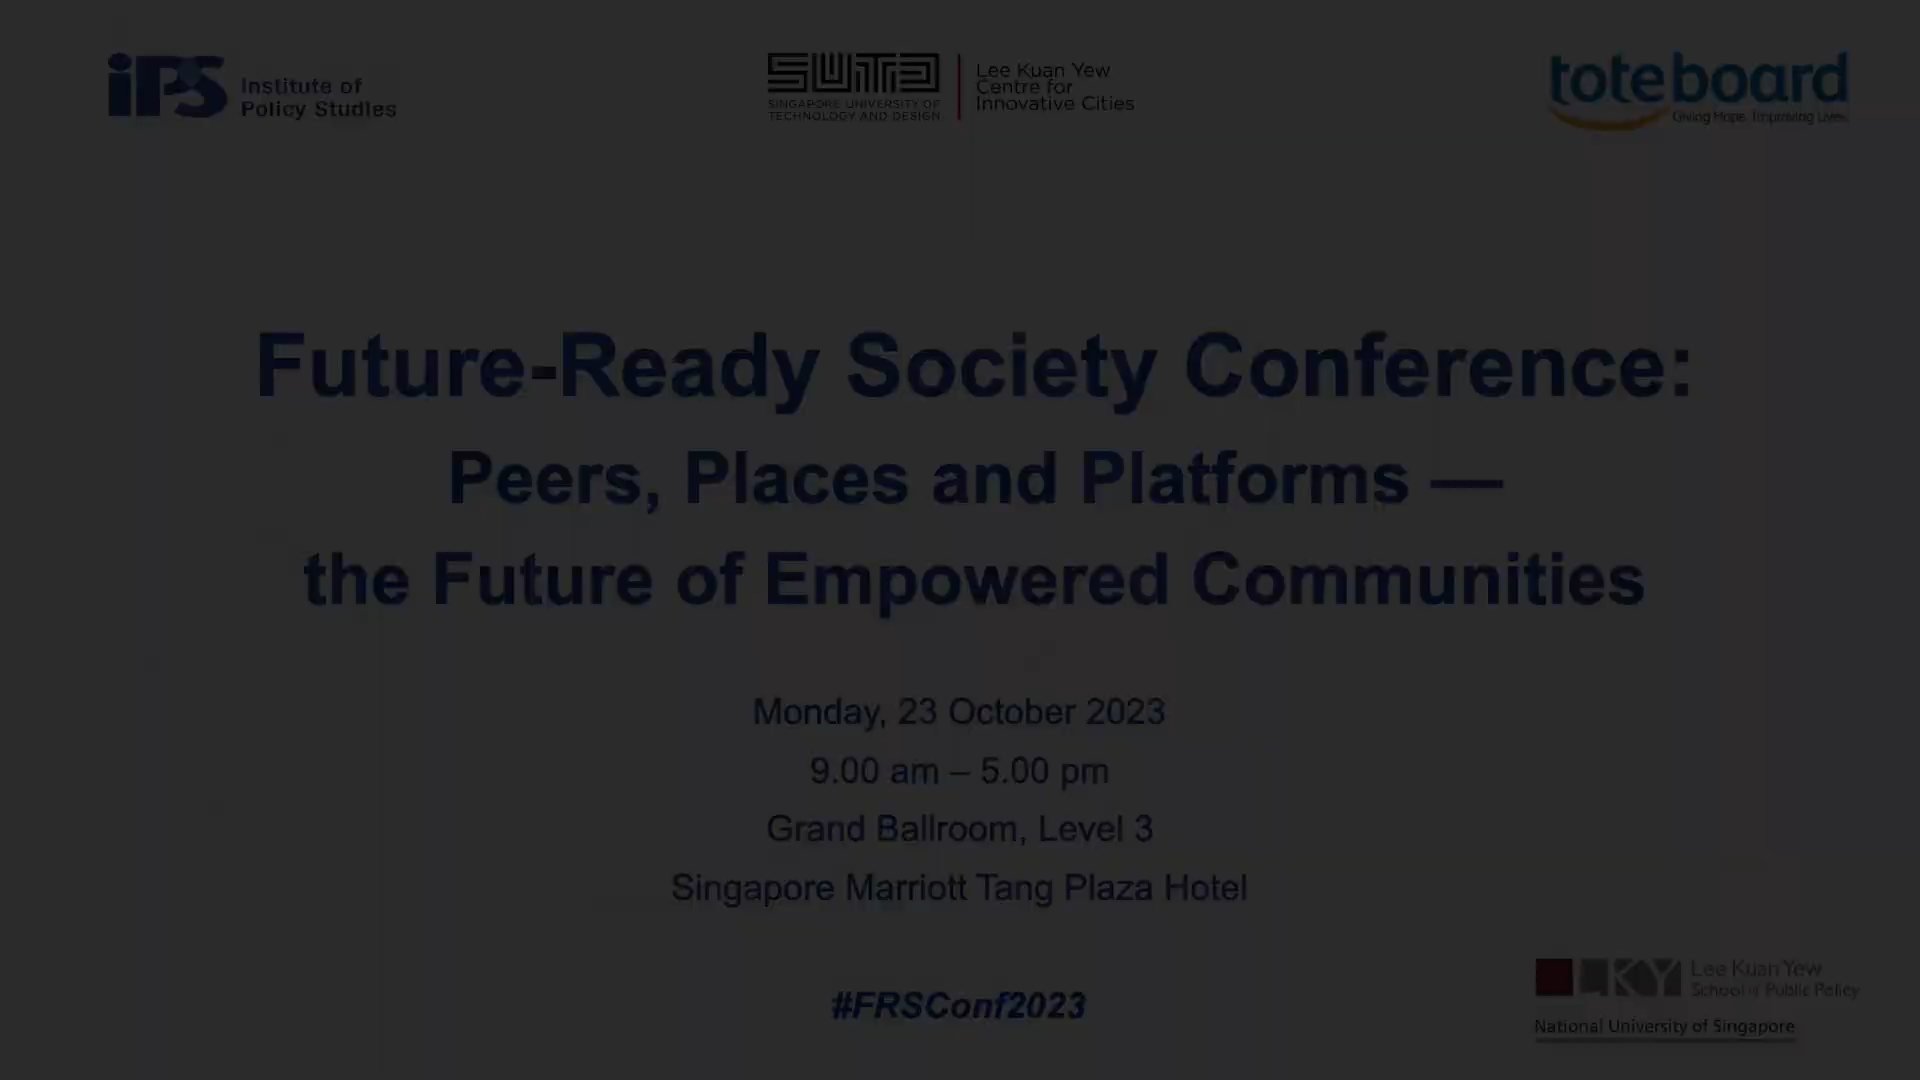 iPS Institute of
Policy Studies
SUTD
SINGAPORE UNIVERSITY OF
TECHNOLOGY AND DESIGN
Lee Kuan Yew
Centre for
Innovative Cities
toteboard
Giving Hope. Improving Lives.
Future-Ready Society Conference:
Peers, Places and Platforms —
the Future of Empowered Communities
Monday, 23 October 2023
9.00 am – 5.00 pm
Grand Ballroom, Level 3
Singapore Marriott Tang Plaza Hotel
#FRSConf2023
LKY Lee Kuan Yew
School of Public Policy
National University of Singapore